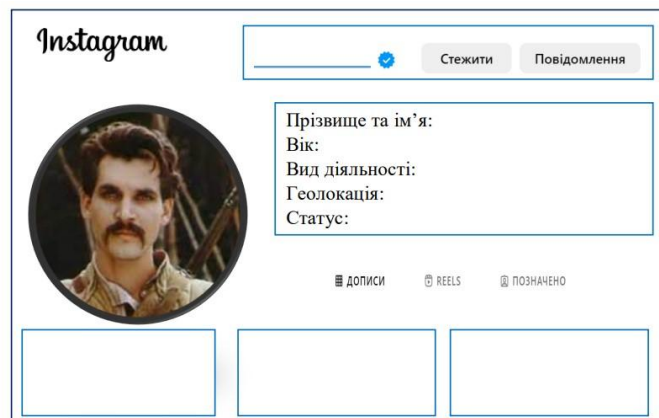 Instagram
Стежити Повідомлення
Прізвище та ім’я:
Вік:
Вид діяльності:
Геолокація:
Статус:
ДОПИСИ REELS ПОЗНАЧЕНО